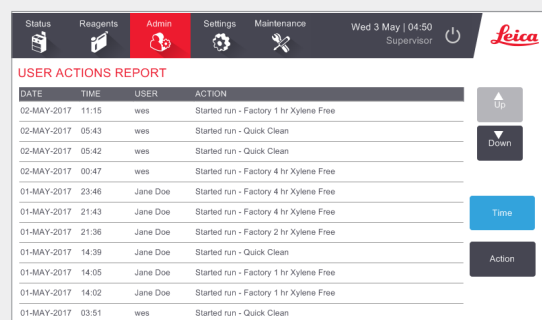 Status Reagents Admin Settings Maintenance Wed 3 May | 04:50
Supervisor
Leica
USER ACTIONS REPORT
DATE TIME USER ACTION
02-MAY-2017 11:15 wes Started run - Factory 1 hr Xylene Free
02-MAY-2017 05:43 wes Started run - Quick Clean
02-MAY-2017 05:42 wes Started run - Quick Clean
02-MAY-2017 00:47 wes Started run - Factory 4 hr Xylene Free
01-MAY-2017 23:46 Jane Doe Started run - Factory 4 hr Xylene Free
01-MAY-2017 21:43 Jane Doe Started run - Factory 4 hr Xylene Free
01-MAY-2017 21:36 Jane Doe Started run - Factory 2 hr Xylene Free
01-MAY-2017 14:39 Jane Doe Started run - Quick Clean
01-MAY-2017 14:05 Jane Doe Started run - Factory 1 hr Xylene Free
01-MAY-2017 14:02 Jane Doe Started run - Factory 1 hr Xylene Free
01-MAY-2017 03:51 wes Started run - Quick Clean
Up
Down
Time
Action